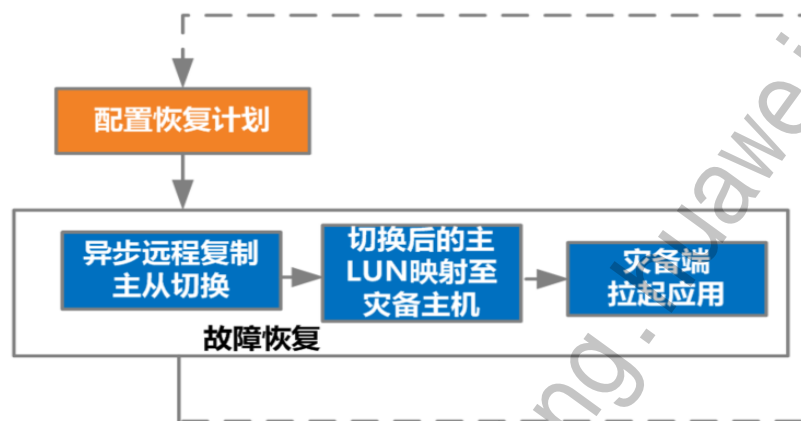 配置恢复计划
异步远程复制
主从切换
切换后的主
LUN映射至
灾备主机
灾备端
拉起应用
故障恢复
ng.huawei.